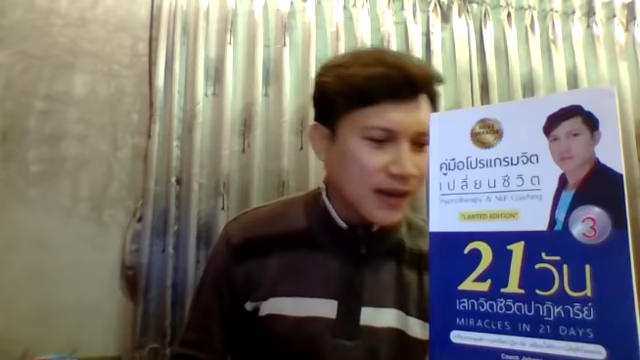 คู่มือโปรแกรมจิต
เปลี่ยนชีวิต
Hypnotherapy & NLP Coaching
"LIMITED EDITION"
3
21 วัน
เสกจิตชีวิตปาฏิหาริย์
MIRACLES IN 21 DAYS
Coach